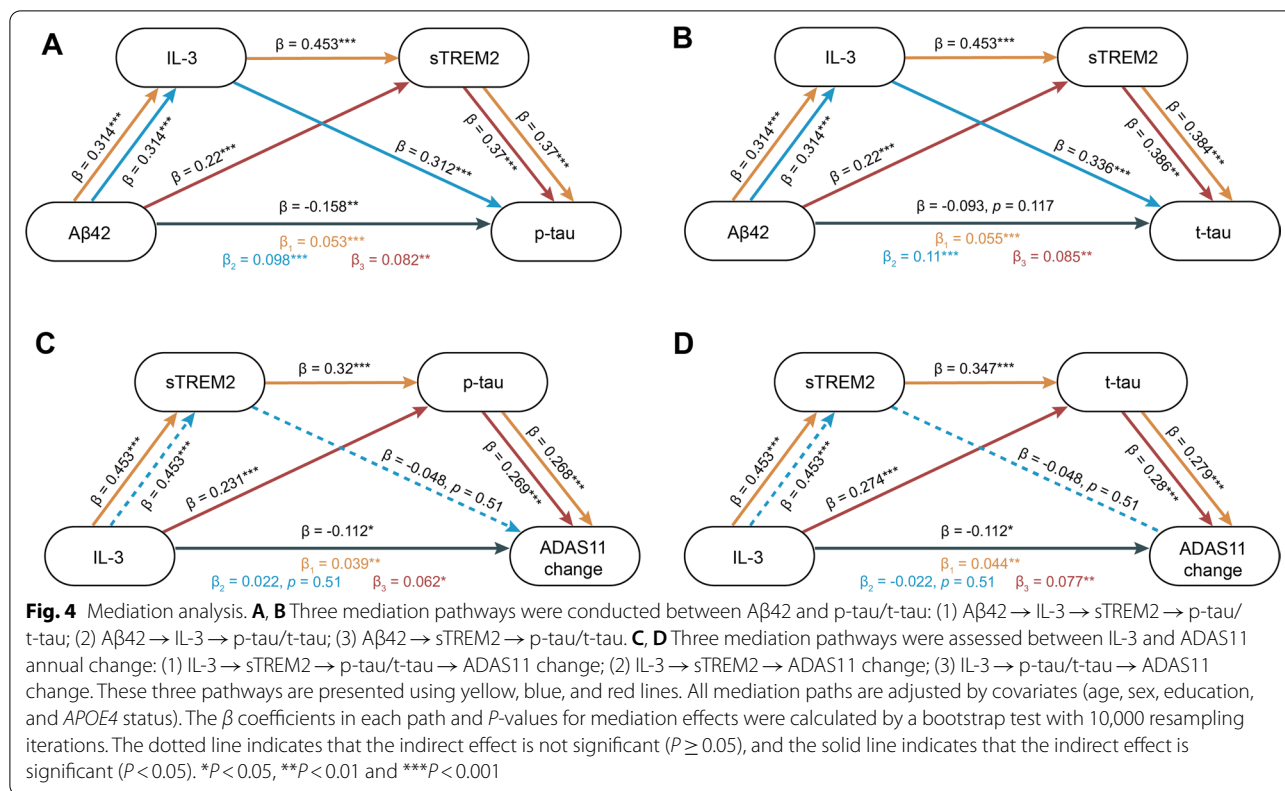 A
IL-3
β = 0.453***
sTREM2
β = 0.314***
β = 0.314***
β = 0.22***
β = 0.312***
β = 0.37***
β = 0.37***
Aβ42
β = -0.158**
p-tau
β1 = 0.053***
β2 = 0.098*** β3 = 0.082**
B
IL-3
β = 0.453***
sTREM2
β = 0.314***
β = 0.314***
β = 0.22***
β = 0.336***
β = 0.386**
β = 0.384***
Aβ42
β = -0.093, p = 0.117
t-tau
β1 = 0.055***
β2 = 0.11*** β3 = 0.085**
C
sTREM2
β = 0.32***
p-tau
β = 0.453***
β = 0.453***
β = 0.231***
β = -0.048, p = 0.51
β = 0.269***
β = 0.268***
IL-3
β = -0.112*
ADAS11
change
β1 = 0.039**
β2 = 0.022, p = 0.51 β3 = 0.062*
D
sTREM2
β = 0.347***
t-tau
β = 0.453***
β = 0.453***
β = 0.274***
β = -0.048, p = 0.51
β = 0.28***
β = 0.279***
IL-3
β = -0.112*
ADAS11
change
β1 = 0.044**
β2 = -0.022, p = 0.51 β3 = 0.077**
Fig. 4 Mediation analysis. A, B Three mediation pathways were conducted between Aβ42 and p-tau/t-tau: (1) Aβ42 → IL-3 → sTREM2 → p-tau/
t-tau; (2) Aβ42 → IL-3 → p-tau/t-tau; (3) Aβ42 → sTREM2 → p-tau/t-tau. C, D Three mediation pathways were assessed between IL-3 and ADAS11
annual change: (1) IL-3 → sTREM2 → p-tau/t-tau → ADAS11 change; (2) IL-3 → sTREM2 → ADAS11 change; (3) IL-3 → p-tau/t-tau → ADAS11
change. These three pathways are presented using yellow, blue, and red lines. All mediation paths are adjusted by covariates (age, sex, education,
and APOE4 status). The β coefficients in each path and P-values for mediation effects were calculated by a bootstrap test with 10,000 resampling
iterations. The dotted line indicates that the indirect effect is not significant (P ≥ 0.05), and the solid line indicates that the indirect effect is
significant (P < 0.05). *P < 0.05, **P < 0.01 and ***P < 0.001